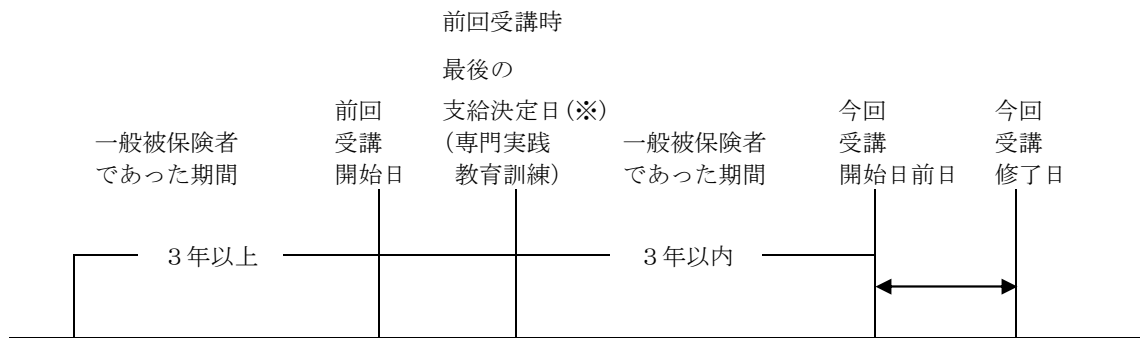 前回受講時
最後の
支給決定日(※)
(専門実践
教育訓練)
一般被保険者
であった期間
前回
受講
開始日
一般被保険者
であった期間
今回
受講
開始日前日
今回
受講
修了日
3年以上
3年以内